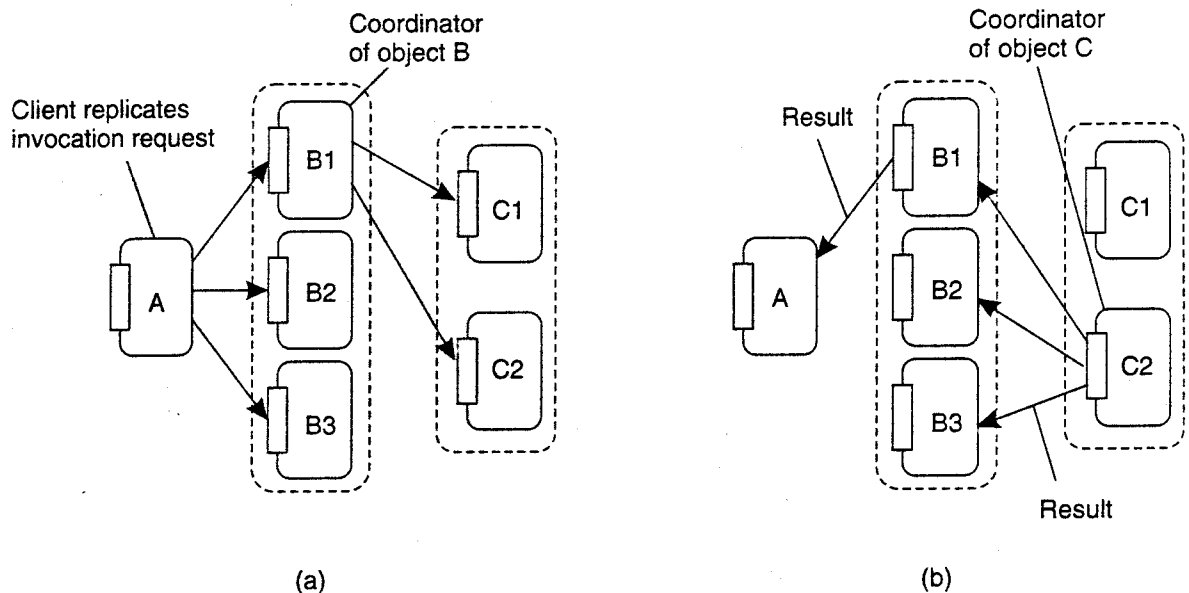 Coordinator
of object B
Client replicates
invocation request
A
B1
B2
B3
C1
C2
(a)
Coordinator
of object C
Result
A
B1
B2
B3
C1
C2
Result
(b)